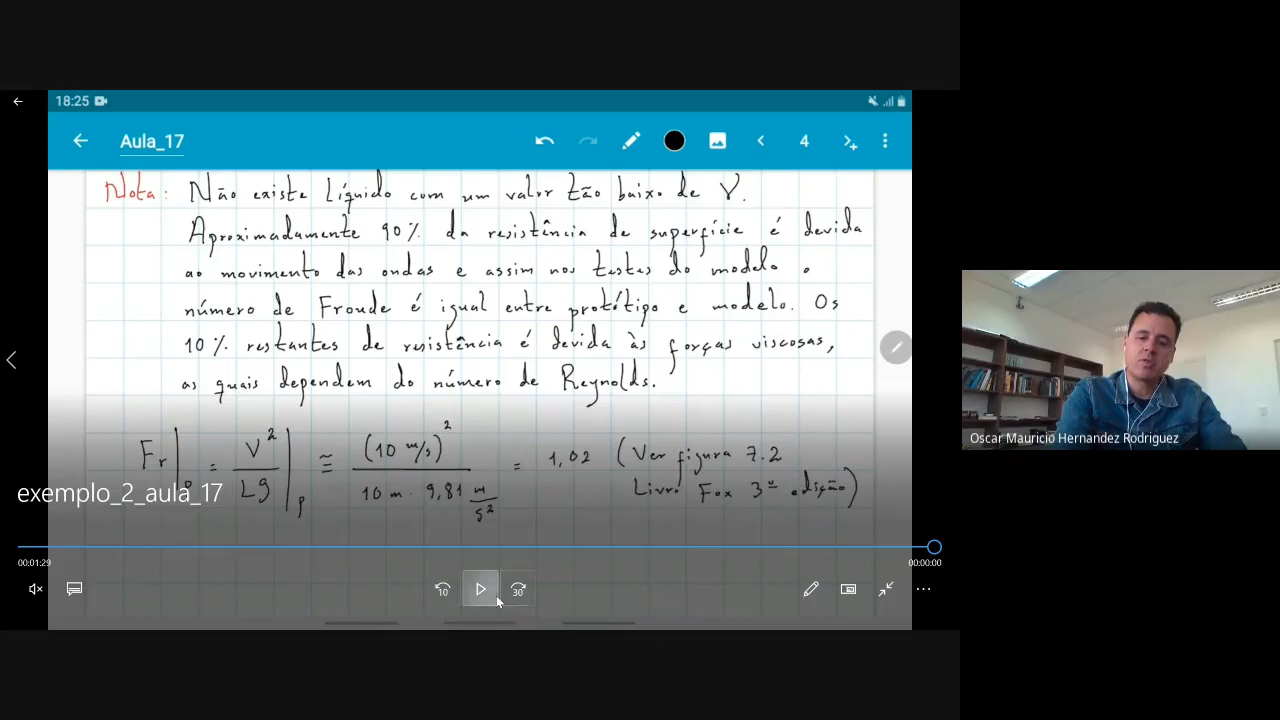 18:25
Aula_17
4
Nota: Não existe líquido com um valor tão baixo de V.
Aproximadamente 90% da resistência de superfície é devida
ao movimento das ondas e assim nos testes do modelo o
número de Froude é igual entre protótipo e modelo. Os
10% restantes de resistência é devida às forças viscosas,
as quais dependem do número de Reynolds.
Fr|p = V²/Lg|p ≅ (10 m/s)²/(10 m · 9,81 m/s²) = 1,02 (Ver figura 7.2
Livro Fox 3ª edição)
exemplo_2_aula_17
00:01:29
00:00:00
10
30
Oscar Mauricio Hernandez Rodriguez